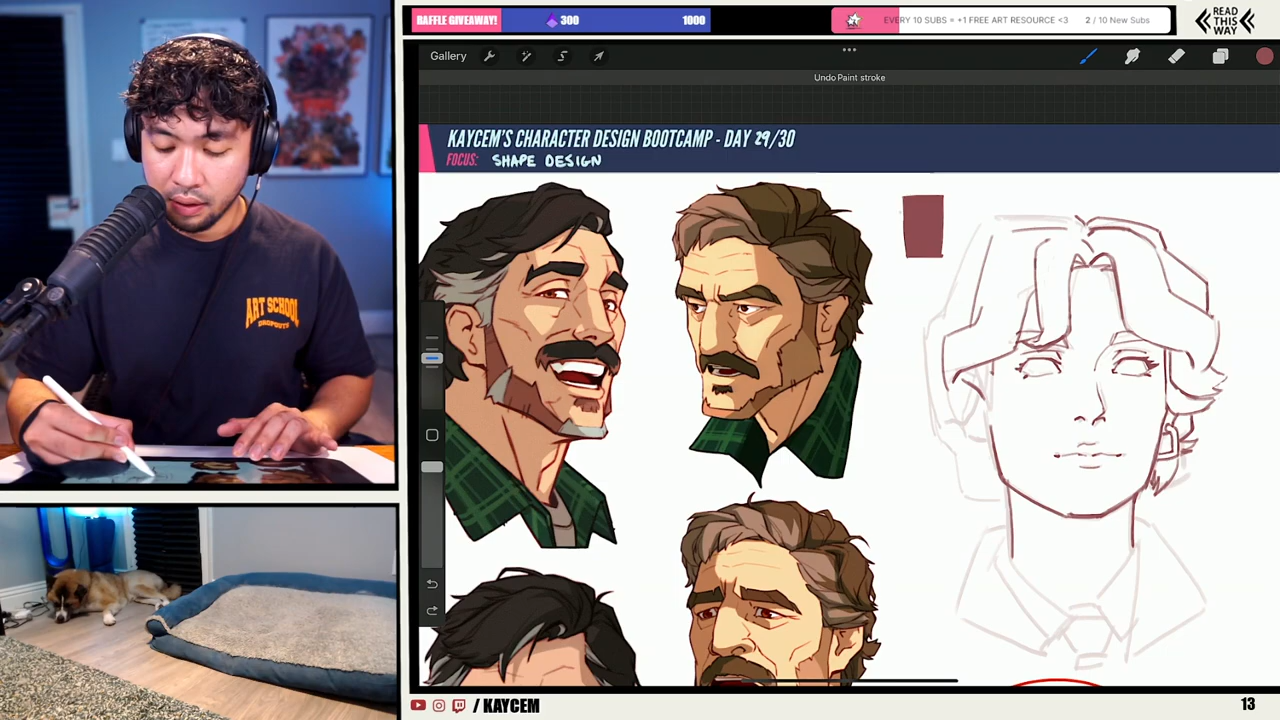 RAFFLE GIVEAWAY!
300
1000
EVERY 10 SUBS = +1 FREE ART RESOURCE <3
2 / 10 New Subs
READ
THIS
WAY
Gallery
Undo Paint stroke
KAYCEM'S CHARACTER DESIGN BOOTCAMP - DAY 29/30
FOCUS: SHAPE DESIGN
ART SCHOOL
DROPOUTS
/ KAYCEM
13